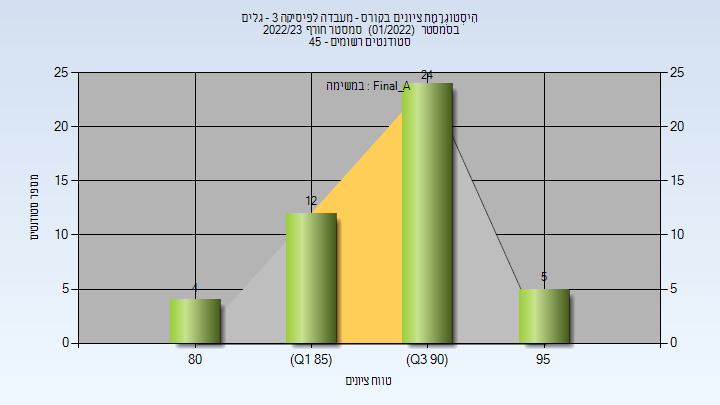 היסטוגרמת ציונים בקורס - מעבדה לפיסיקה 3 - גלים
בסמסטר (01/2022) סמסטר חורף 2022/23
סטודנטים רשומים - 45
במשימה : Final_A
25 25
20 20
15 15
10 10
5 5
0 0
מספר סטודנטים
4 12 24 5
80 (Q1 85) (Q3 90) 95
טווח ציונים